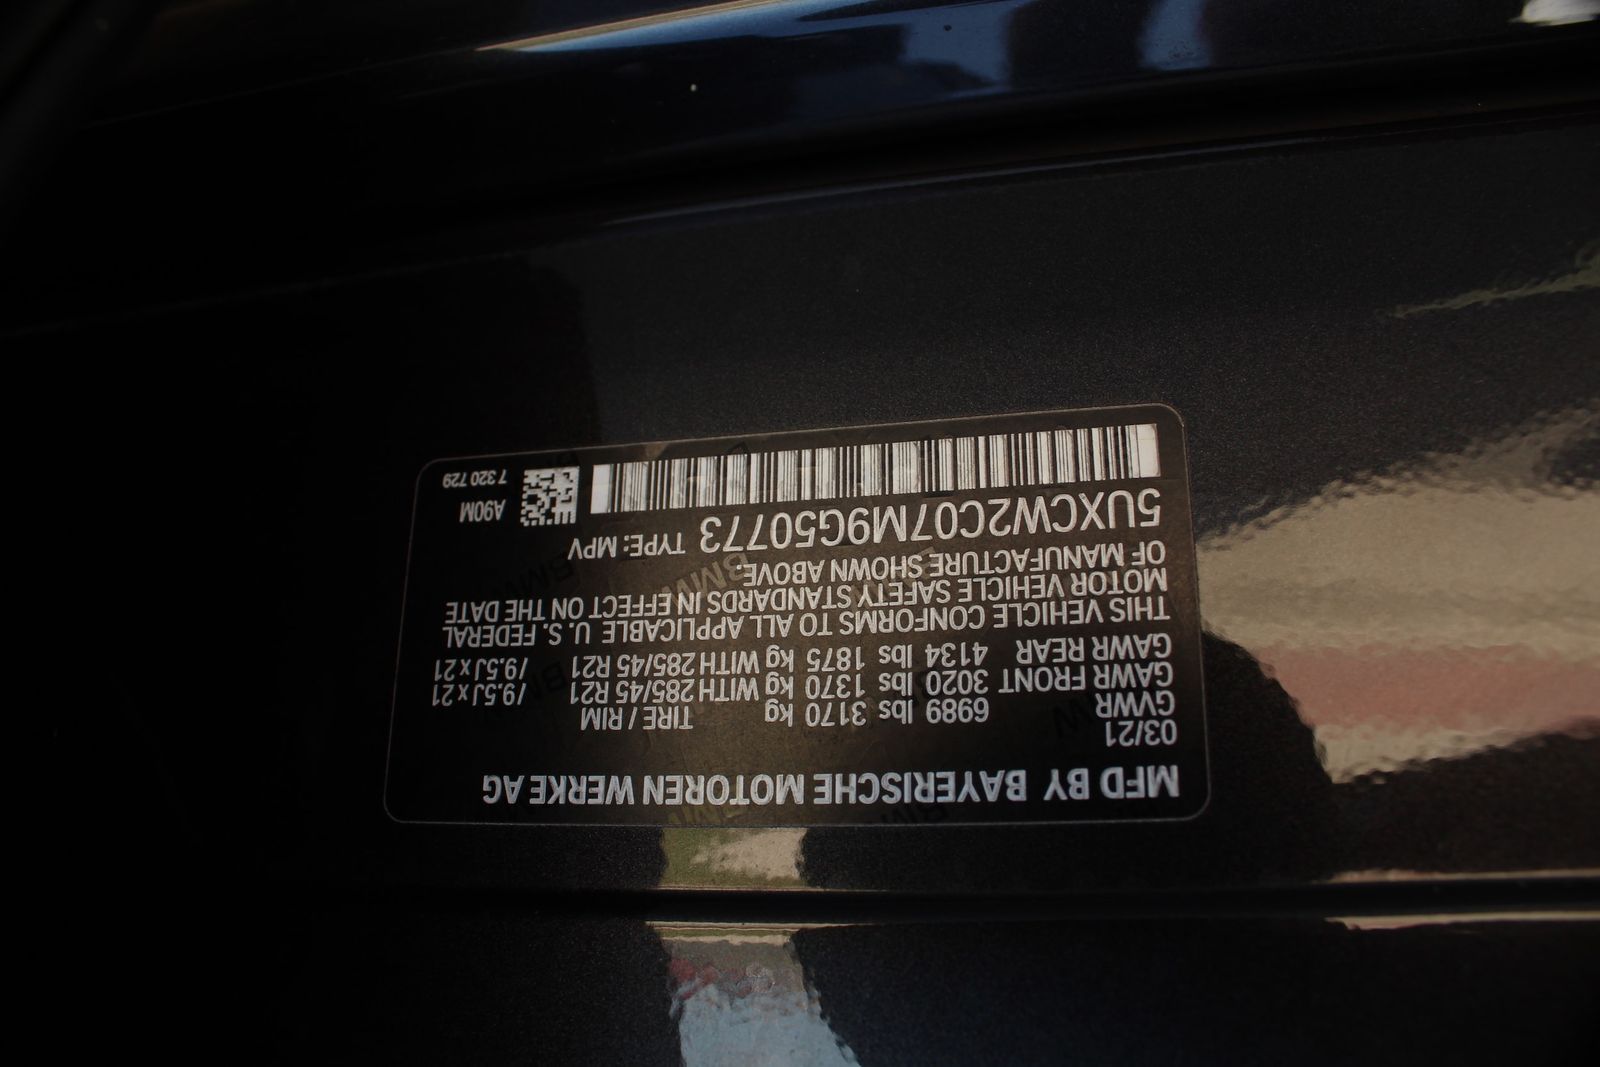 MFD BY BAYERISCHE MOTOREN WERKE AG
03/21
GVWR 6989 lbs 3170 kg TIRE / RIM
GAWR FRONT 3020 lbs 1370 kg WITH 285/45 R21 /9.5J x 21
GAWR REAR 4134 lbs 1875 kg WITH 285/45 R21 /9.5J x 21
THIS VEHICLE CONFORMS TO ALL APPLICABLE U.S. FEDERAL
MOTOR VEHICLE SAFETY STANDARDS IN EFFECT ON THE DATE
OF MANUFACTURE SHOWN ABOVE.
5UXCW2C07M9G50773 TYPE: MPV
A90M
7 320 729